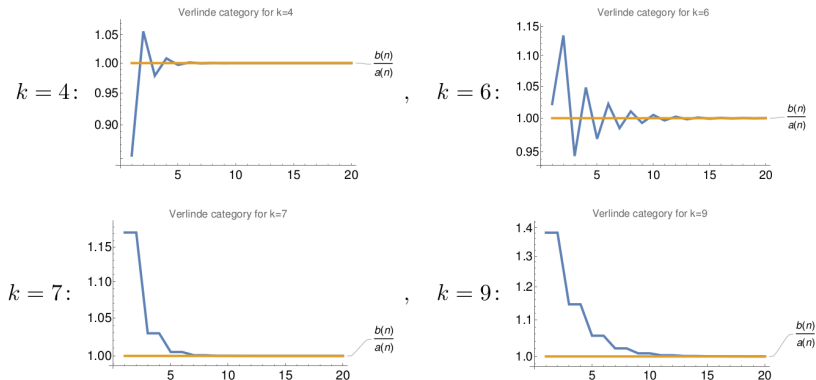 Verlinde category for k=4
1.05
1.00
0.95
0.90
5
10
15
20
b(n)
a(n)
k = 4:
,
Verlinde category for k=6
1.15
1.10
1.05
1.00
0.95
5
10
15
20
b(n)
a(n)
k = 6:
Verlinde category for k=7
1.15
1.10
1.05
1.00
5
10
15
20
b(n)
a(n)
k = 7:
,
Verlinde category for k=9
1.4
1.3
1.2
1.1
1.0
5
10
15
20
b(n)
a(n)
k = 9: